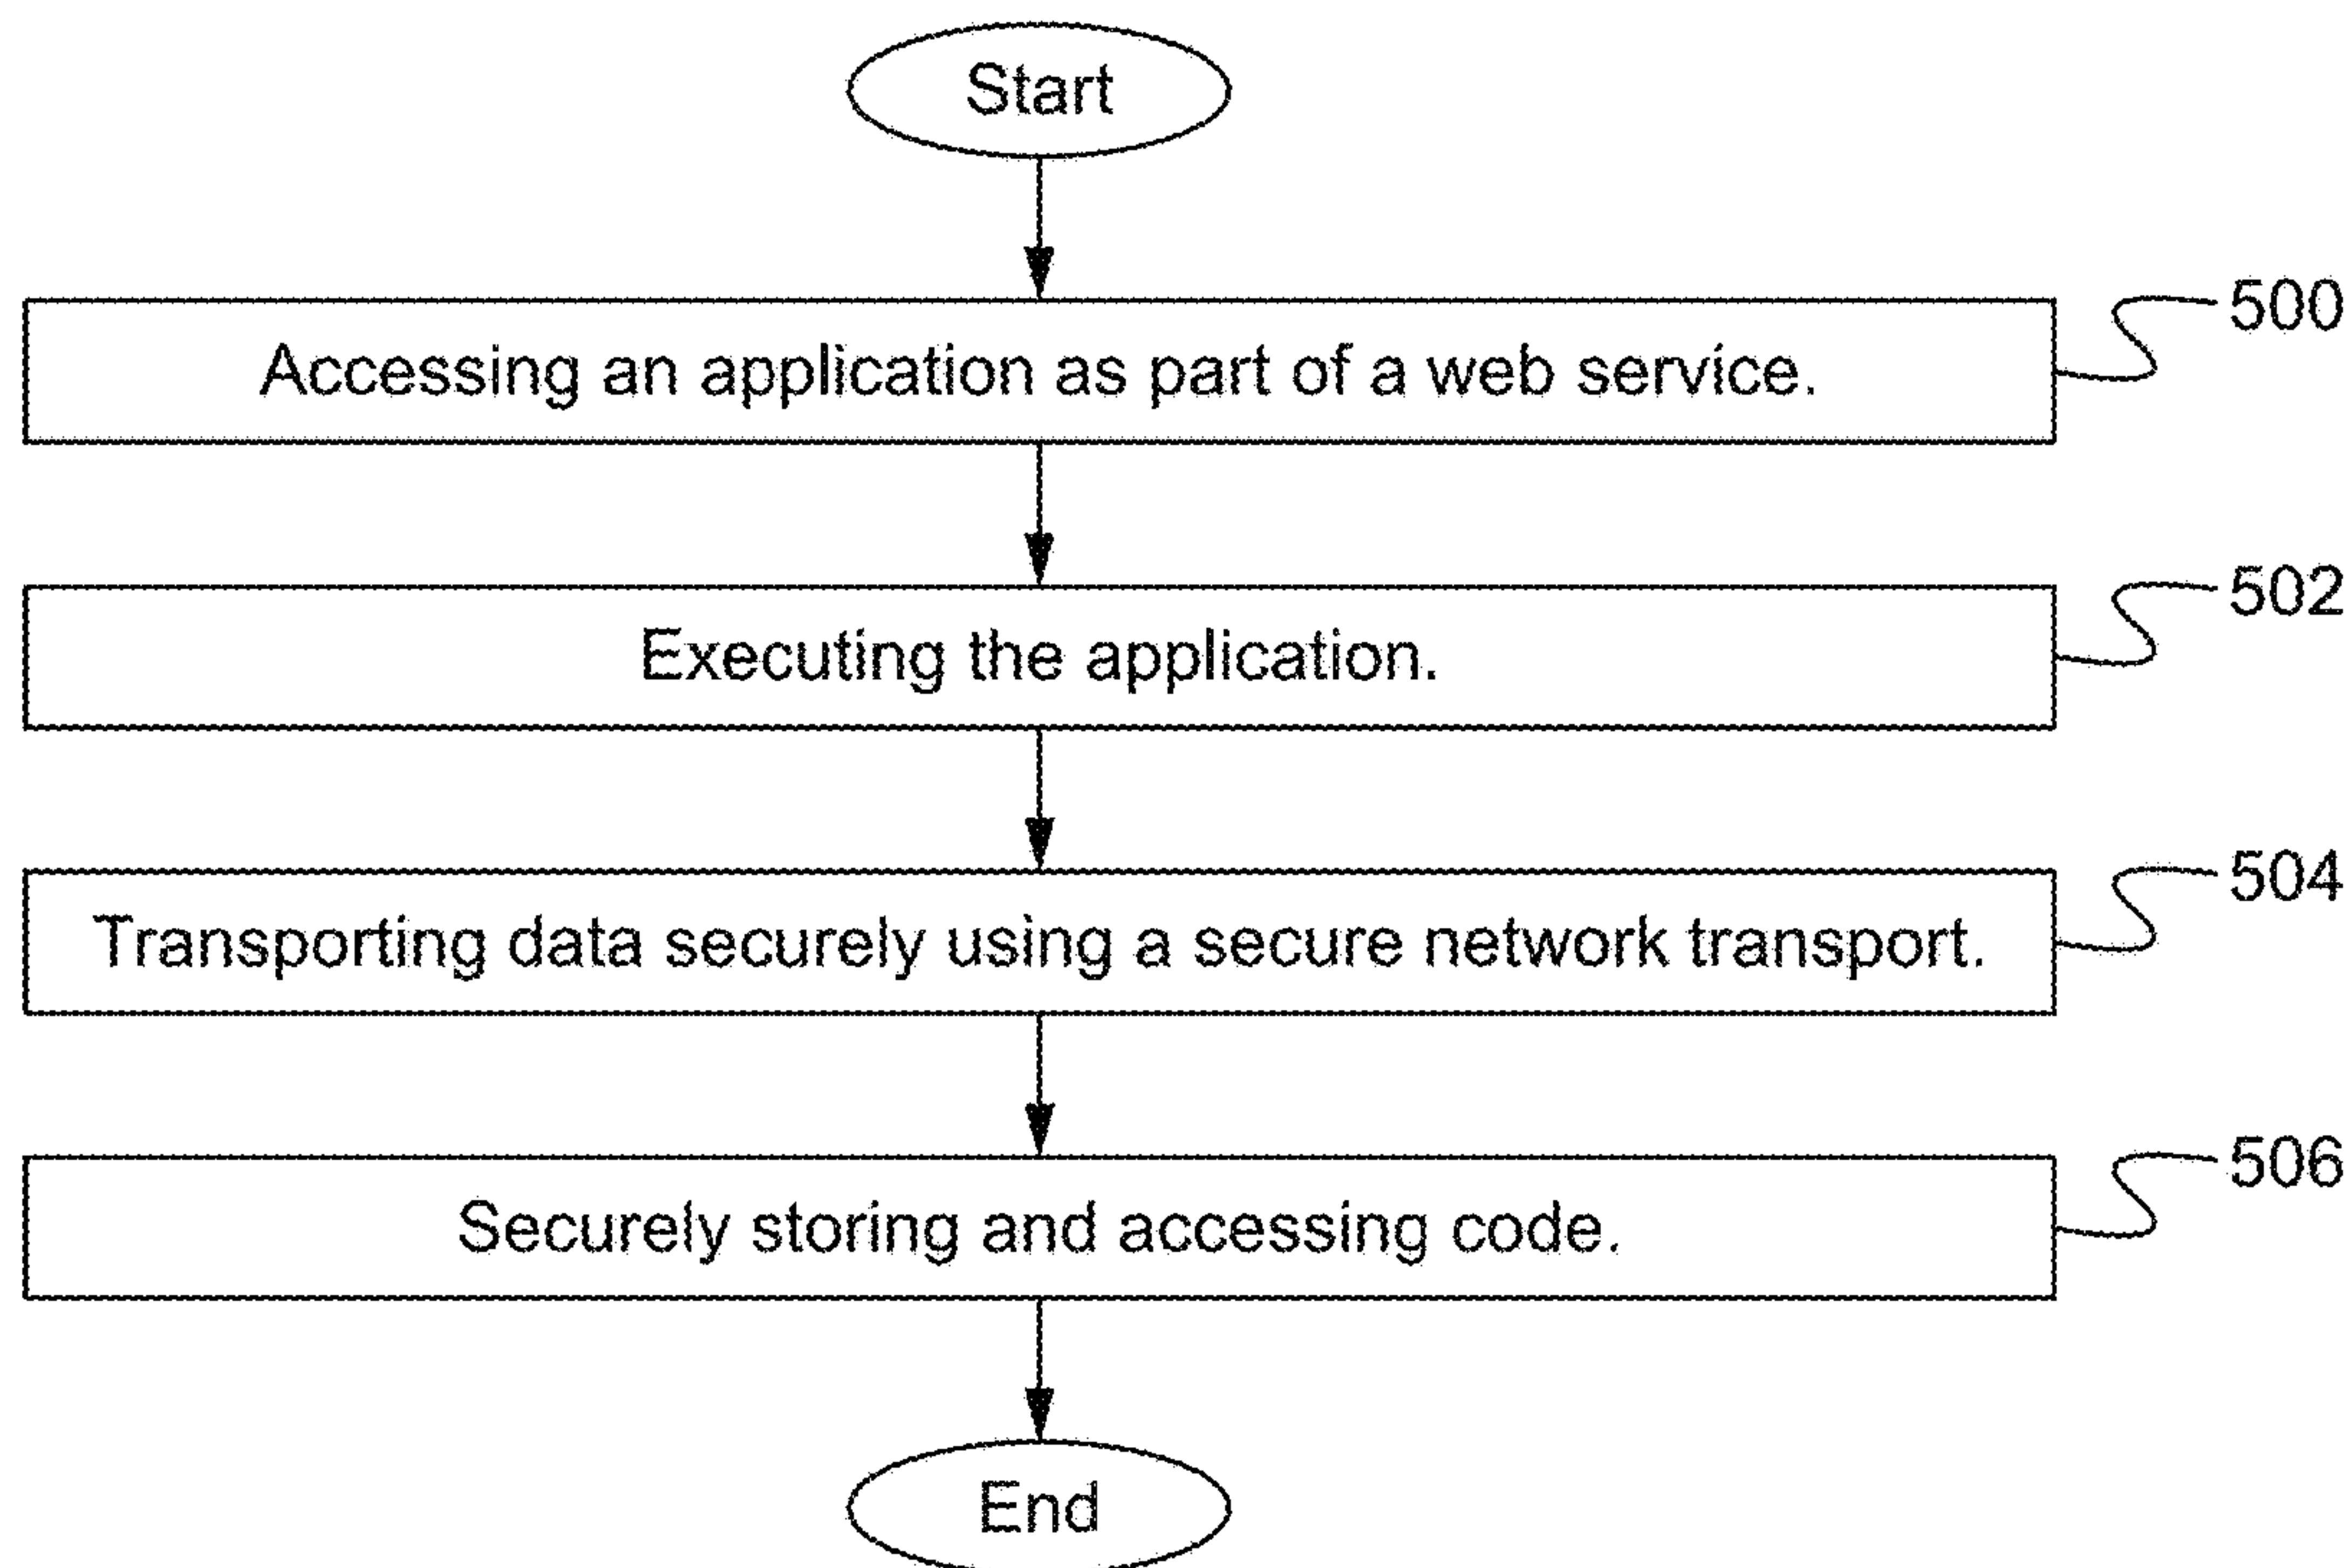 Start
Accessing an application as part of a web service.
500
Executing the application.
502
Transporting data securely using a secure network transport.
504
Securely storing and accessing code.
506
End